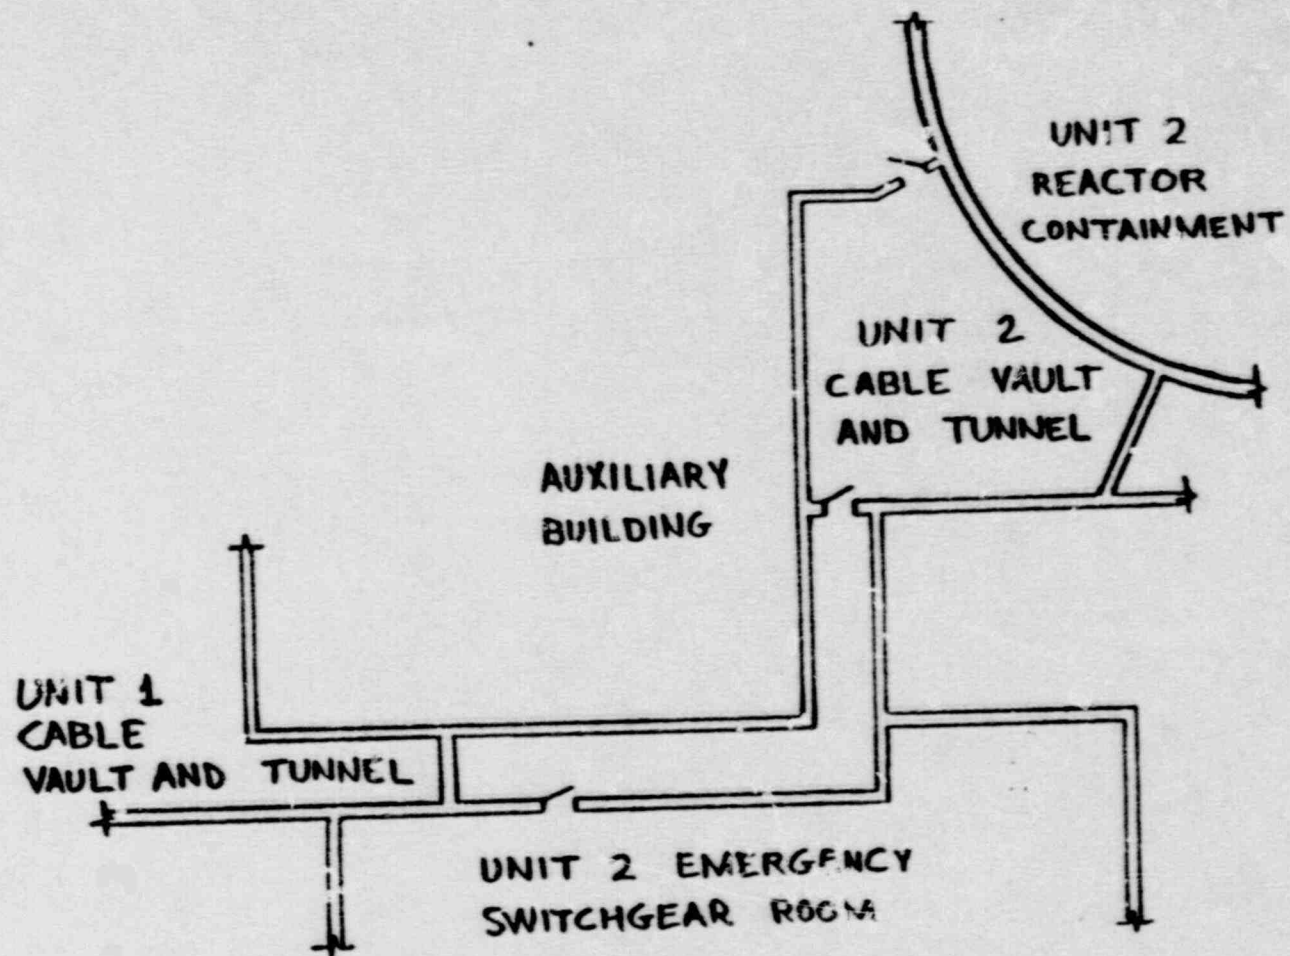 UNIT 2
REACTOR
CONTAINMENT
UNIT 2
CABLE VAULT
AND TUNNEL
AUXILIARY
BUILDING
UNIT 1
CABLE
VAULT AND TUNNEL
UNIT 2 EMERGENCY
SWITCHGEAR ROOM